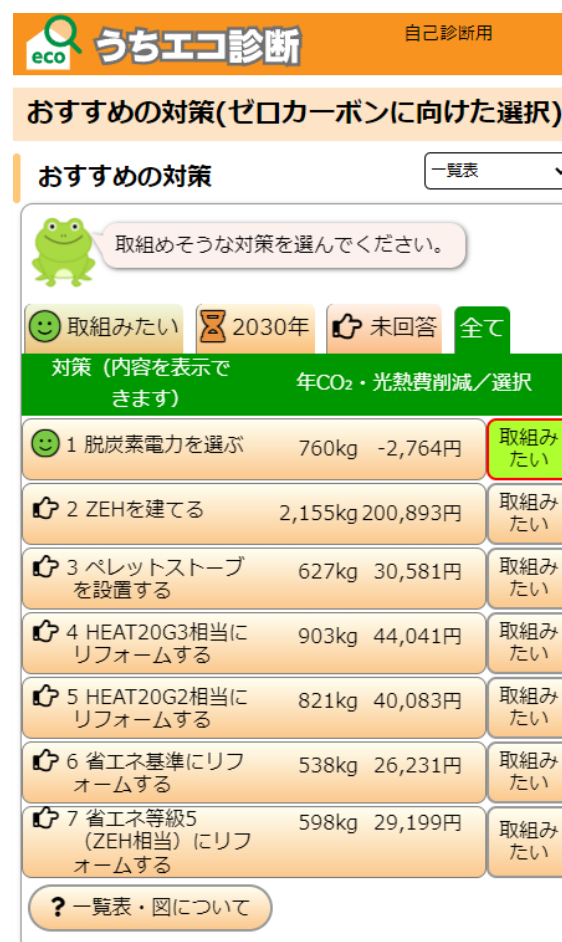 eco うちエコ診断 自己診断用
おすすめの対策(ゼロカーボンに向けた選択)
おすすめの対策 一覧表
取組めそうな対策を選んでください。
取組みたい 2030年 未回答 全て
対策（内容を表示で
きます） 年CO₂・光熱費削減／選択
1 脱炭素電力を選ぶ 760kg -2,764円 取組み
たい
2 ZEHを建てる 2,155kg 200,893円 取組み
たい
3 ペレットストーブ 627kg 30,581円 取組み
を設置する たい
4 HEAT20G3相当に 903kg 44,041円 取組み
リフォームする たい
5 HEAT20G2相当に 821kg 40,083円 取組み
リフォームする たい
6 省エネ基準にリフ 538kg 26,231円 取組み
ォームする たい
7 省エネ等級5 598kg 29,199円 取組み
（ZEH相当）にリフ たい
ォームする
? 一覧表・図について